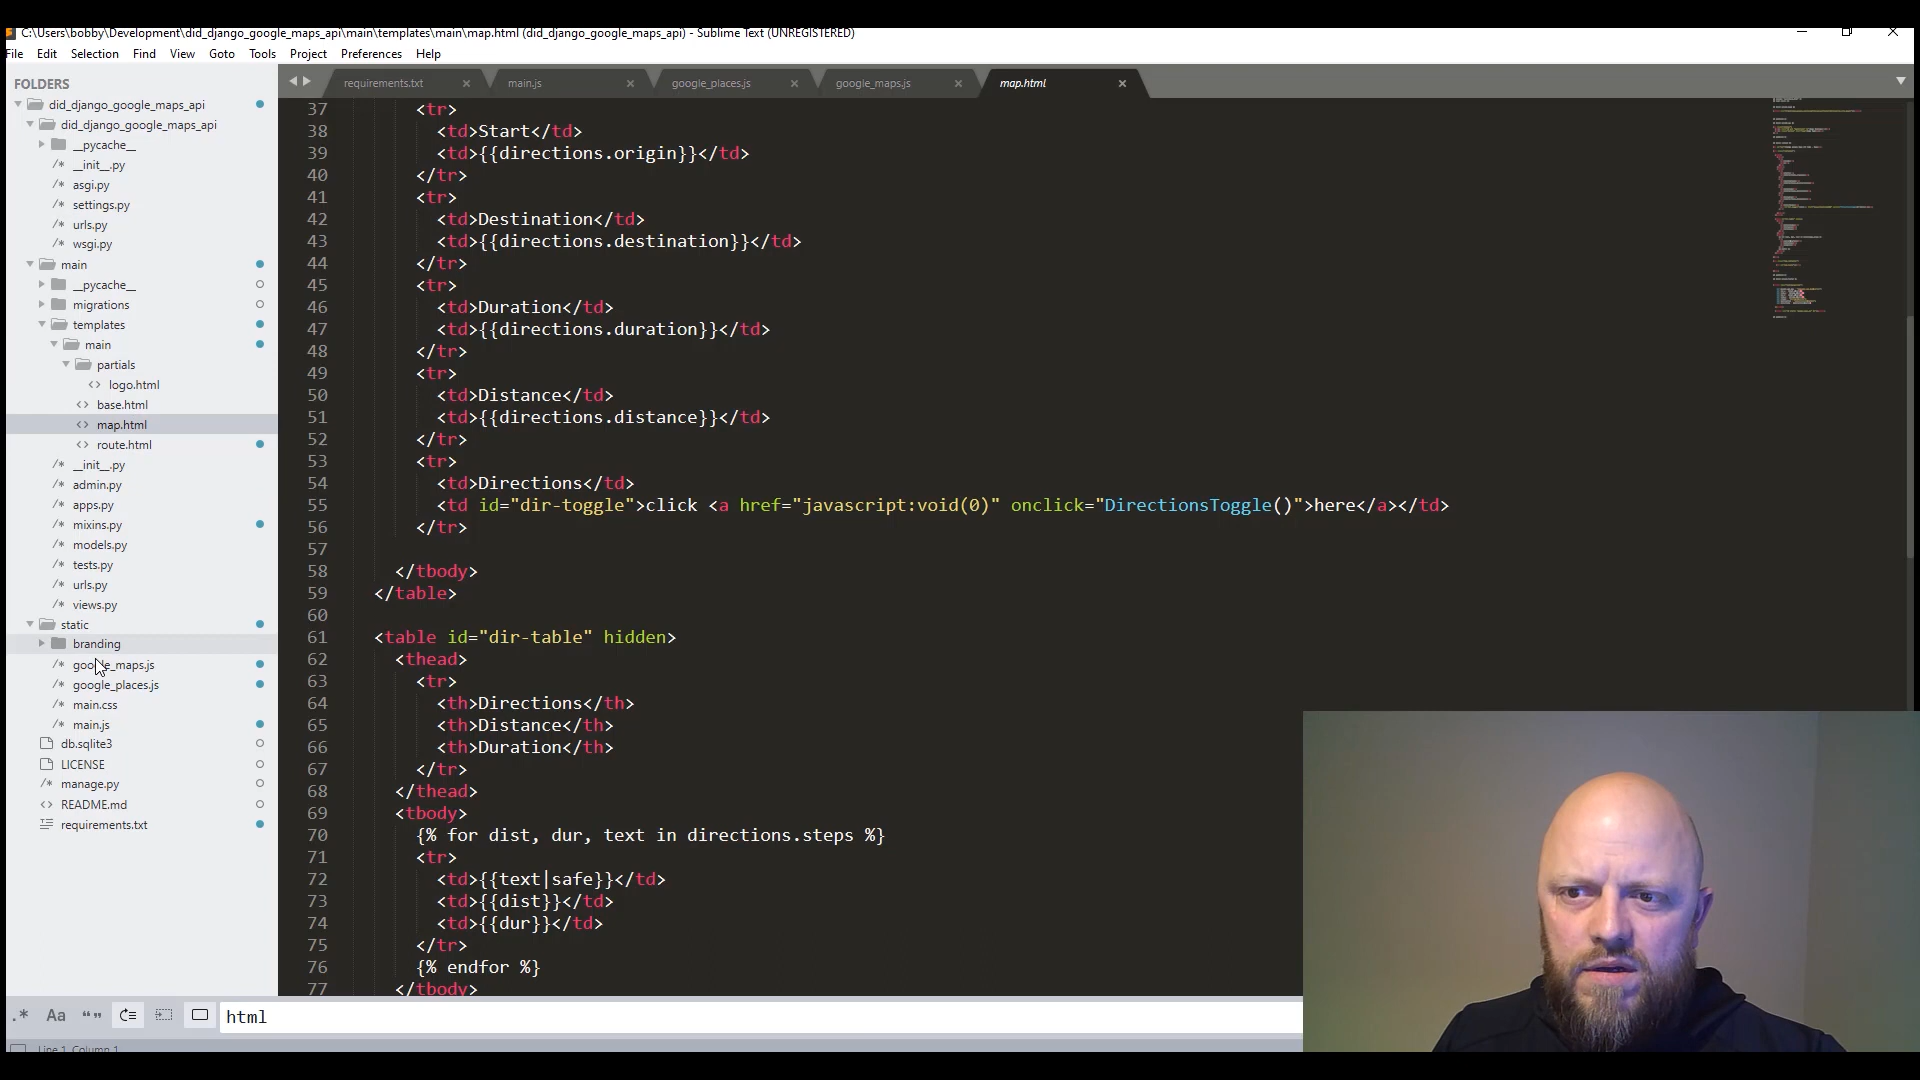 C:\Users\bobby\Development\did_django_google_maps_api\main\templates\main\map.html (did_django_google_maps_api) - Sublime Text (UNREGISTERED)
File Edit Selection Find View Goto Tools Project Preferences Help
FOLDERS
did_django_google_maps_api
did_django_google_maps_api
__pycache__
/* __init__.py
/* asgi.py
/* settings.py
/* urls.py
/* wsgi.py
main
__pycache__
migrations
templates
main
partials
<> logo.html
<> base.html
<> map.html
<> route.html
/* __init__.py
/* admin.py
/* apps.py
/* mixins.py
/* models.py
/* tests.py
/* urls.py
/* views.py
static
branding
/* google_maps.js
/* google_places.js
/* main.css
/* main.js
db.sqlite3
LICENSE
/* manage.py
<> README.md
requirements.txt
requirements.txt × main.js × google_places.js × google_maps.js × map.html ×
37 <tr>
38 <td>Start</td>
39 <td>{{directions.origin}}</td>
40 </tr>
41 <tr>
42 <td>Destination</td>
43 <td>{{directions.destination}}</td>
44 </tr>
45 <tr>
46 <td>Duration</td>
47 <td>{{directions.duration}}</td>
48 </tr>
49 <tr>
50 <td>Distance</td>
51 <td>{{directions.distance}}</td>
52 </tr>
53 <tr>
54 <td>Directions</td>
55 <td id="dir-toggle">click <a href="javascript:void(0)" onclick="DirectionsToggle()">here</a></td>
56 </tr>
57
58 </tbody>
59 </table>
60
61 <table id="dir-table" hidden>
62 <thead>
63 <tr>
64 <th>Directions</th>
65 <th>Distance</th>
66 <th>Duration</th>
67 </tr>
68 </thead>
69 <tbody>
70 {% for dist, dur, text in directions.steps %}
71 <tr>
72 <td>{{text|safe}}</td>
73 <td>{{dist}}</td>
74 <td>{{dur}}</td>
75 </tr>
76 {% endfor %}
77 </tbody>
.* Aa “” html
Line 1, Column 1